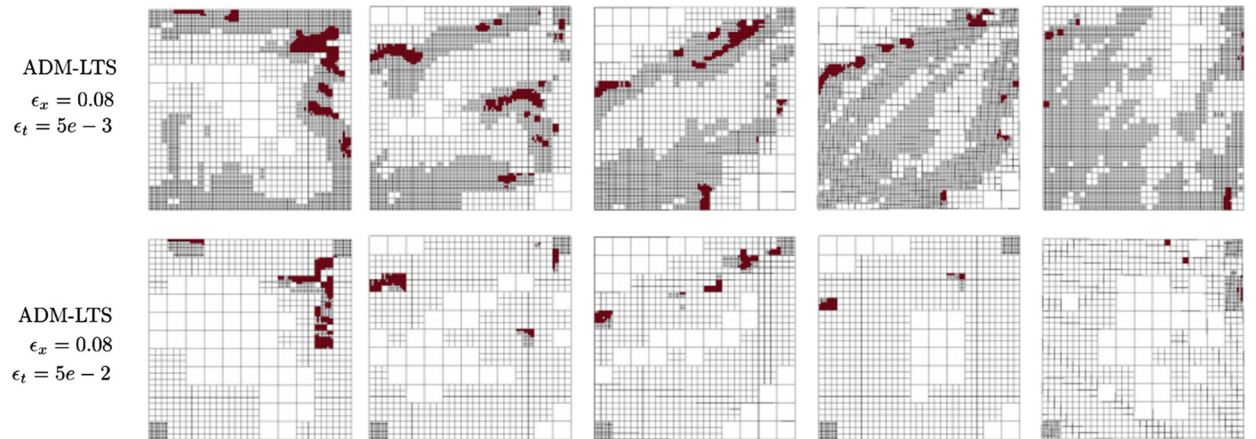 ADM-LTS
ϵₓ = 0.08
ϵₜ = 5e − 3
ADM-LTS
ϵₓ = 0.08
ϵₜ = 5e − 2